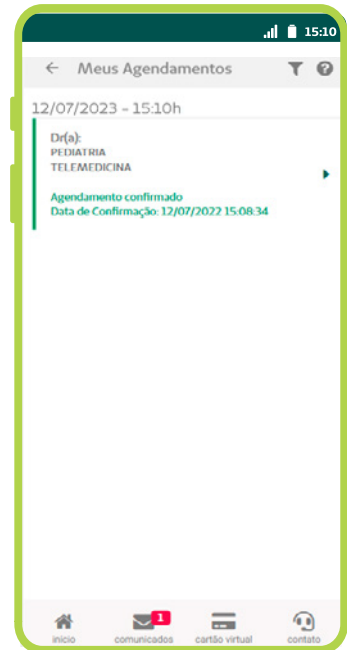 15:10
Meus Agendamentos
12/07/2023 - 15:10h
Dr(a):
PEDIATRIA
TELEMEDICINA
Agendamento confirmado
Data de Confirmação: 12/07/2022 15:08:34
1
início comunicados cartão virtual contato